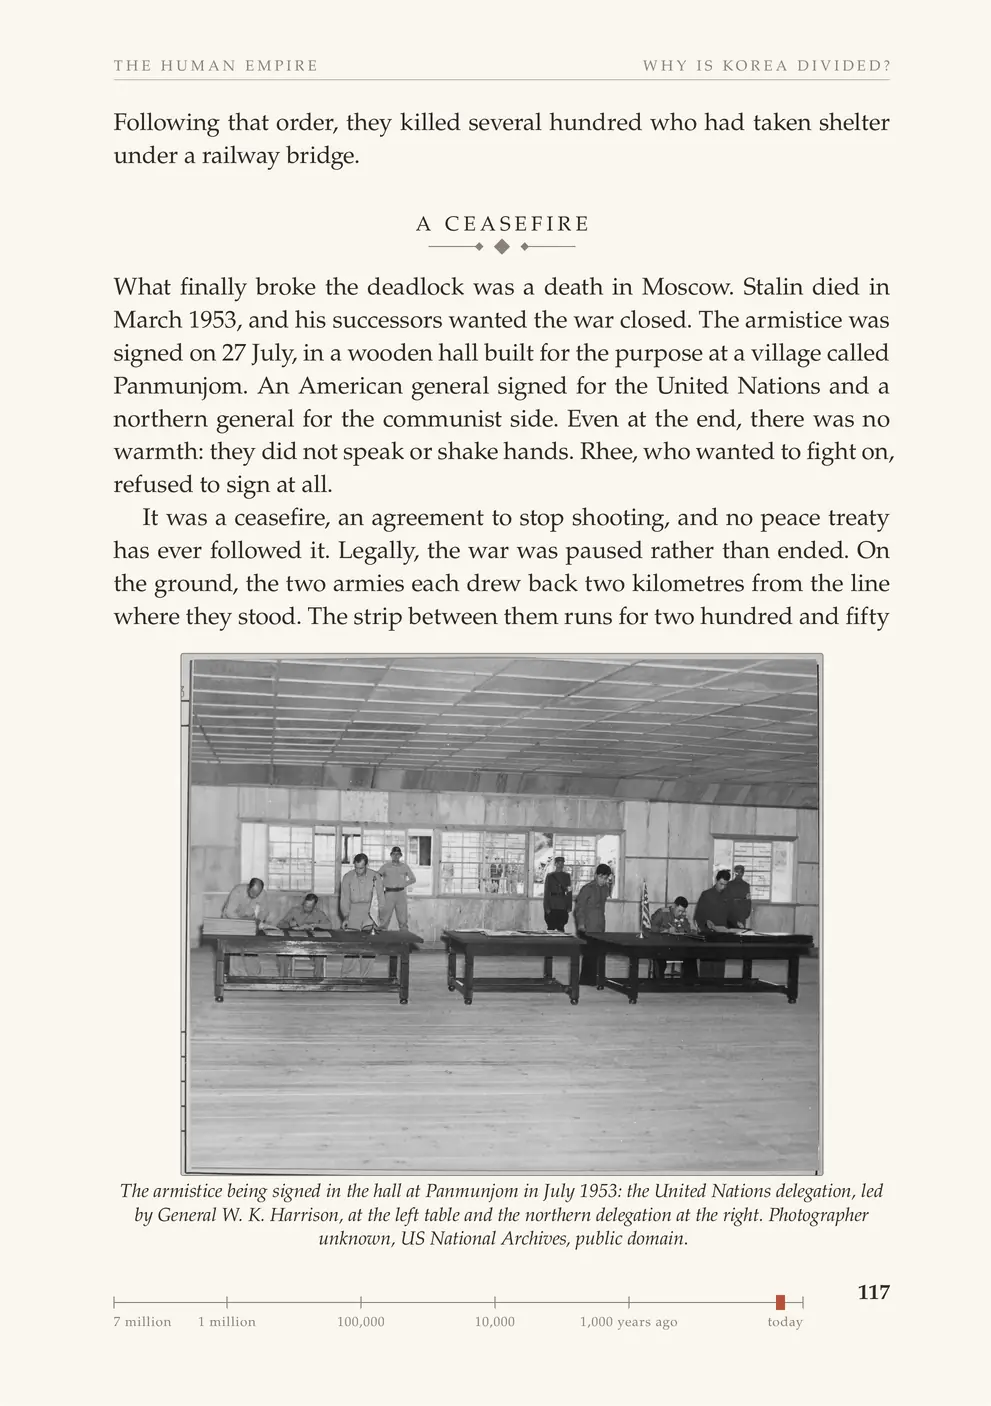 THE HUMAN EMPIRE
WHY IS KOREA DIVIDED?
Following that order, they killed several hundred who had taken shelter
under a railway bridge.
A CEASEFIRE
What finally broke the deadlock was a death in Moscow. Stalin died in
March 1953, and his successors wanted the war closed. The armistice was
signed on 27 July, in a wooden hall built for the purpose at a village called
Panmunjom. An American general signed for the United Nations and a
northern general for the communist side. Even at the end, there was no
warmth: they did not speak or shake hands. Rhee, who wanted to fight on,
refused to sign at all.
It was a ceasefire, an agreement to stop shooting, and no peace treaty
has ever followed it. Legally, the war was paused rather than ended. On
the ground, the two armies each drew back two kilometres from the line
where they stood. The strip between them runs for two hundred and fifty
The armistice being signed in the hall at Panmunjom in July 1953: the United Nations delegation, led
by General W. K. Harrison, at the left table and the northern delegation at the right. Photographer
unknown, US National Archives, public domain.
117
7 million 1 million 100,000 10,000 1,000 years ago today